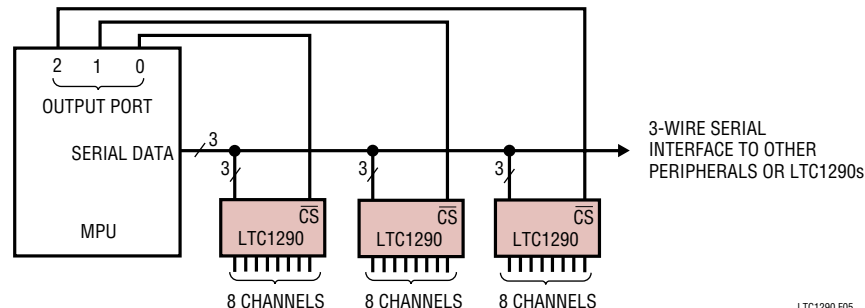 2 1 0
OUTPUT PORT
SERIAL DATA
MPU
3
3
3
3
3-WIRE SERIAL
INTERFACE TO OTHER
PERIPHERALS OR LTC1290s
CS
LTC1290
CS
LTC1290
CS
LTC1290
8 CHANNELS
8 CHANNELS
8 CHANNELS
LTC1290 F05